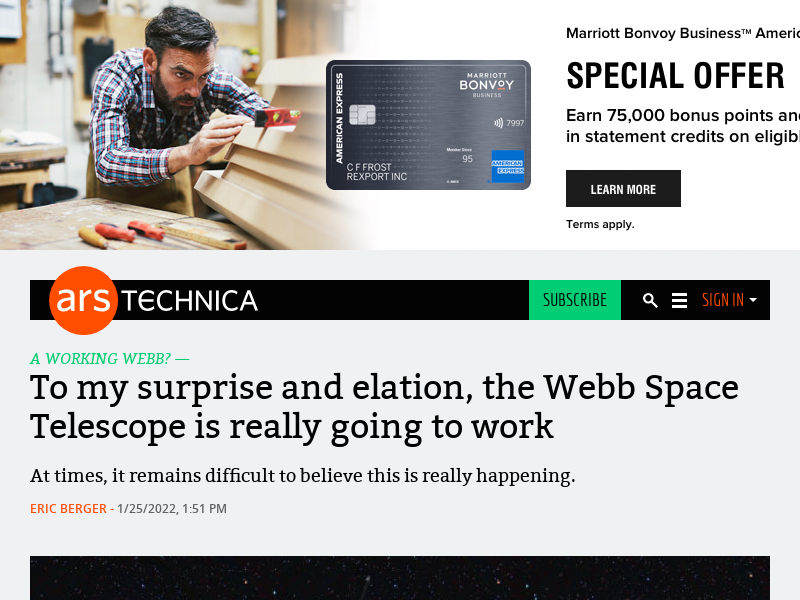 Marriott Bonvoy Business™ Americ
SPECIAL OFFER
Earn 75,000 bonus points and
in statement credits on eligib
LEARN MORE
Terms apply.
AMERICAN EXPRESS
MARRIOTT
BONVOY
BUSINESS
7997
Member Since
95
C F FROST
REXPORT INC
AMERICAN
EXPRESS
ars TECHNICA
SUBSCRIBE
SIGN IN
A WORKING WEBB? —
To my surprise and elation, the Webb Space
Telescope is really going to work
At times, it remains difficult to believe this is really happening.
ERIC BERGER - 1/25/2022, 1:51 PM